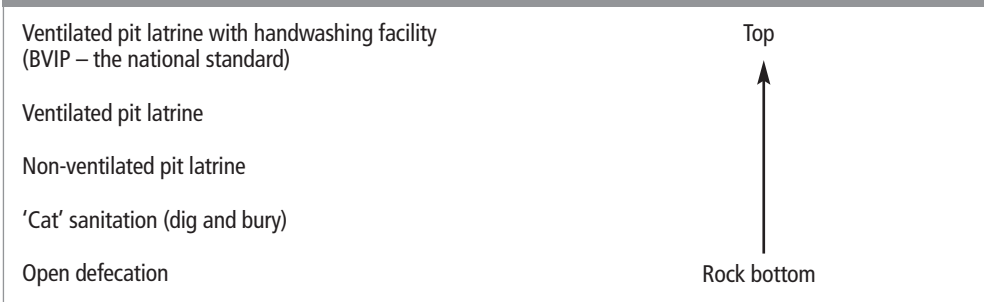 Ventilated pit latrine with handwashing facility
(BVIP – the national standard)
Top
Ventilated pit latrine
Non-ventilated pit latrine
‘Cat’ sanitation (dig and bury)
Open defecation
Rock bottom